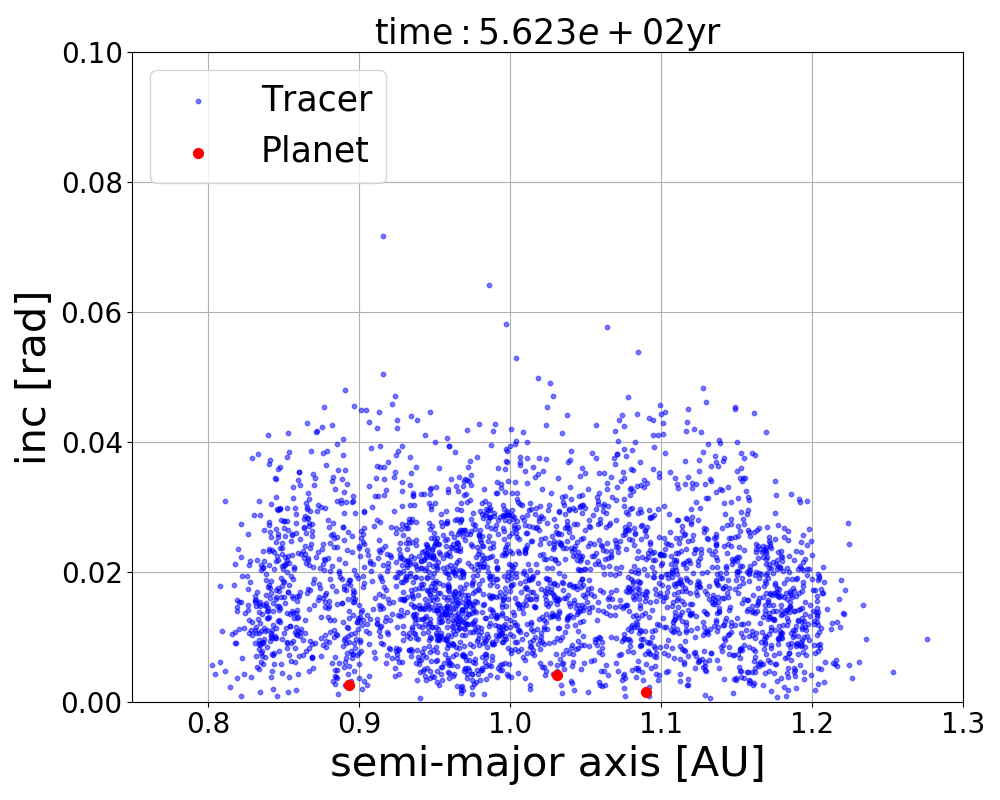 time : 5.623e + 02yr
0.10
0.08
0.06
0.04
0.02
0.00
inc [rad]
Tracer
Planet
0.8 0.9 1.0 1.1 1.2 1.3
semi-major axis [AU]